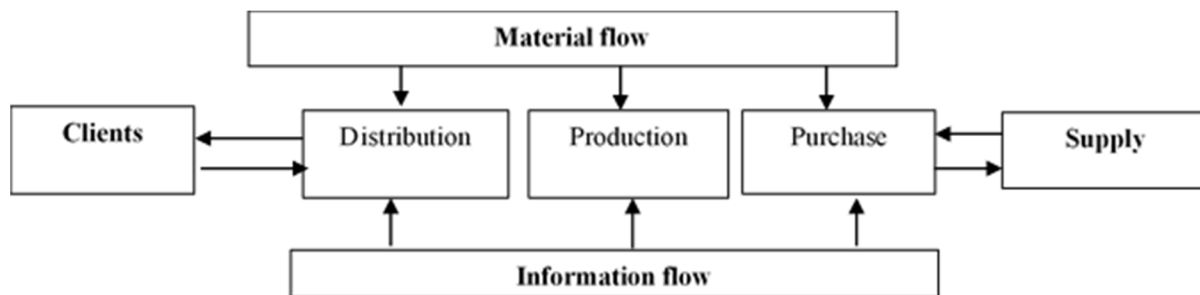 Material flow
Clients
Distribution
Production
Purchase
Supply
Information flow